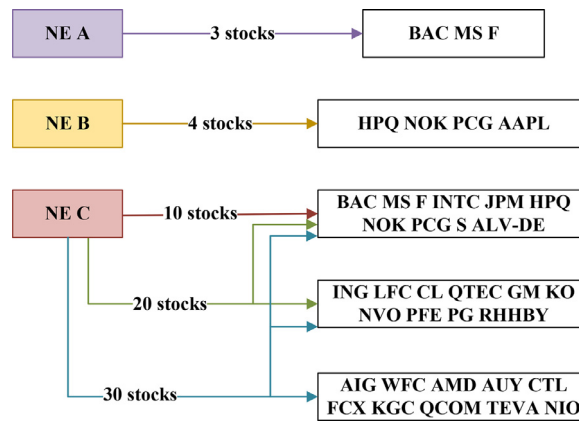 NE A
3 stocks
BAC MS F
NE B
4 stocks
HPQ NOK PCG AAPL
NE C
10 stocks
BAC MS F INTC JPM HPQ
NOK PCG S ALV-DE
20 stocks
ING LFC CL QTEC GM KO
NVO PFE PG RHHBY
30 stocks
AIG WFC AMD AUY CTL
FCX KGC QCOM TEVA NIO